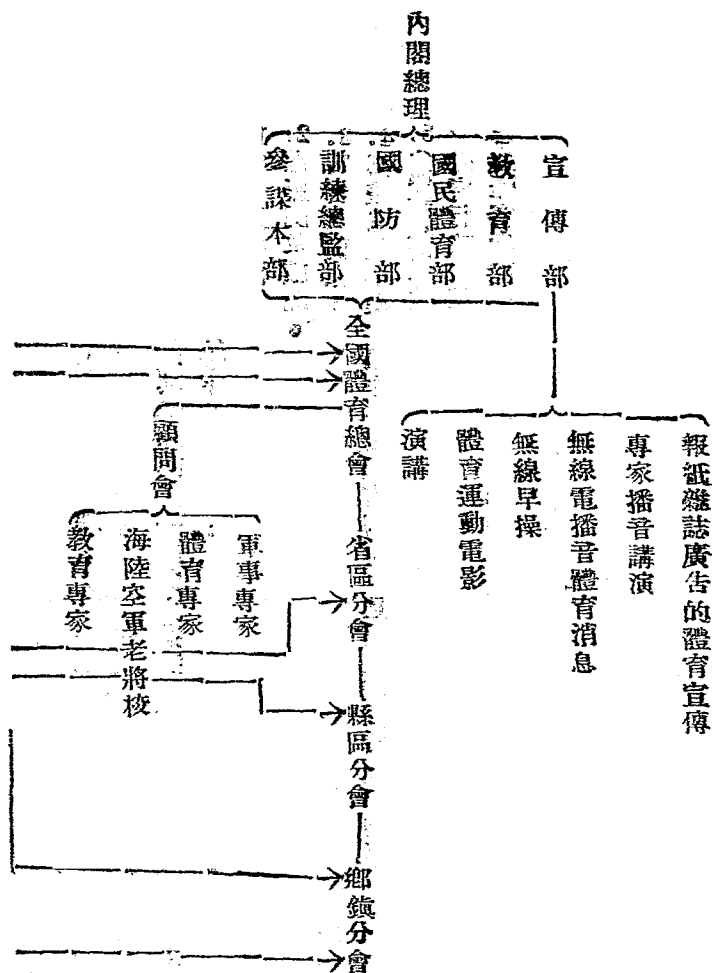 內閣總理
宣傳部
教育部
國民體育部
國防部
訓練總監部
參謀本部
報紙雜誌廣告的體育宣傳
專家播音講演
無線電播音體育消息
無線早操
體育運動電影
演講
全國體育總會
顧問會
軍事專家
體育專家
海陸空軍老將校
教育專家
省區分會
縣區分會
鄉鎮分會